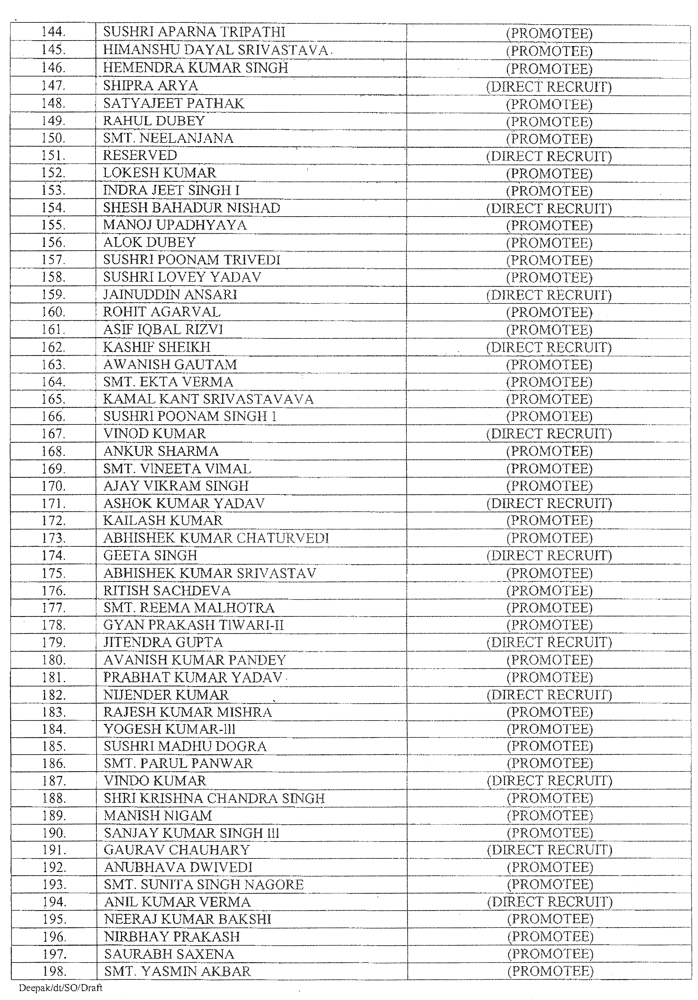 144. SUSHRI APARNA TRIPATHI (PROMOTEE)
145. HIMANSHU DAYAL SRIVASTAVA. (PROMOTEE)
146. HEMENDRA KUMAR SINGH (PROMOTEE)
147. SHIPRA ARYA (DIRECT RECRUIT)
148. SATYAJEET PATHAK (PROMOTEE)
149. RAHUL DUBEY (PROMOTEE)
150. SMT. NEELANJANA (PROMOTEE)
151. RESERVED (DIRECT RECRUIT)
152. LOKESH KUMAR (PROMOTEE)
153. INDRA JEET SINGH I (PROMOTEE)
154. SHESH BAHADUR NISHAD (DIRECT RECRUIT)
155. MANOJ UPADHYAYA (PROMOTEE)
156. ALOK DUBEY (PROMOTEE)
157. SUSHRI POONAM TRIVEDI (PROMOTEE)
158. SUSHRI LOVEY YADAV (PROMOTEE)
159. JAINUDDIN ANSARI (DIRECT RECRUIT)
160. ROHIT AGARVAL (PROMOTEE)
161. ASIF IQBAL RIZVI (PROMOTEE)
162. KASHIF SHEIKH (DIRECT RECRUIT)
163. AWANISH GAUTAM (PROMOTEE)
164. SMT. EKTA VERMA (PROMOTEE)
165. KAMAL KANT SRIVASTAVAVA (PROMOTEE)
166. SUSHRI POONAM SINGH 1 (PROMOTEE)
167. VINOD KUMAR (DIRECT RECRUIT)
168. ANKUR SHARMA (PROMOTEE)
169. SMT. VINEETA VIMAL (PROMOTEE)
170. AJAY VIKRAM SINGH (PROMOTEE)
171. ASHOK KUMAR YADAV (DIRECT RECRUIT)
172. KAILASH KUMAR (PROMOTEE)
173. ABHISHEK KUMAR CHATURVEDI (PROMOTEE)
174. GEETA SINGH (DIRECT RECRUIT)
175. ABHISHEK KUMAR SRIVASTAV (PROMOTEE)
176. RITISH SACHDEVA (PROMOTEE)
177. SMT. REEMA MALHOTRA (PROMOTEE)
178. GYAN PRAKASH TIWARI-II (PROMOTEE)
179. JITENDRA GUPTA (DIRECT RECRUIT)
180. AVANISH KUMAR PANDEY (PROMOTEE)
181. PRABHAT KUMAR YADAV (PROMOTEE)
182. NIJENDER KUMAR (DIRECT RECRUIT)
183. RAJESH KUMAR MISHRA (PROMOTEE)
184. YOGESH KUMAR-III (PROMOTEE)
185. SUSHRI MADHU DOGRA (PROMOTEE)
186. SMT. PARUL PANWAR (PROMOTEE)
187. VINDO KUMAR (DIRECT RECRUIT)
188. SHRI KRISHNA CHANDRA SINGH (PROMOTEE)
189. MANISH NIGAM (PROMOTEE)
190. SANJAY KUMAR SINGH III (PROMOTEE)
191. GAURAV CHAUHARY (DIRECT RECRUIT)
192. ANUBHAVA DWIVEDI (PROMOTEE)
193. SMT. SUNITA SINGH NAGORE (PROMOTEE)
194. ANIL KUMAR VERMA (DIRECT RECRUIT)
195. NEERAJ KUMAR BAKSHI (PROMOTEE)
196. NIRBHAY PRAKASH (PROMOTEE)
197. SAURABH SAXENA (PROMOTEE)
198. SMT. YASMIN AKBAR (PROMOTEE)
Deepak/dt/SO/Draft